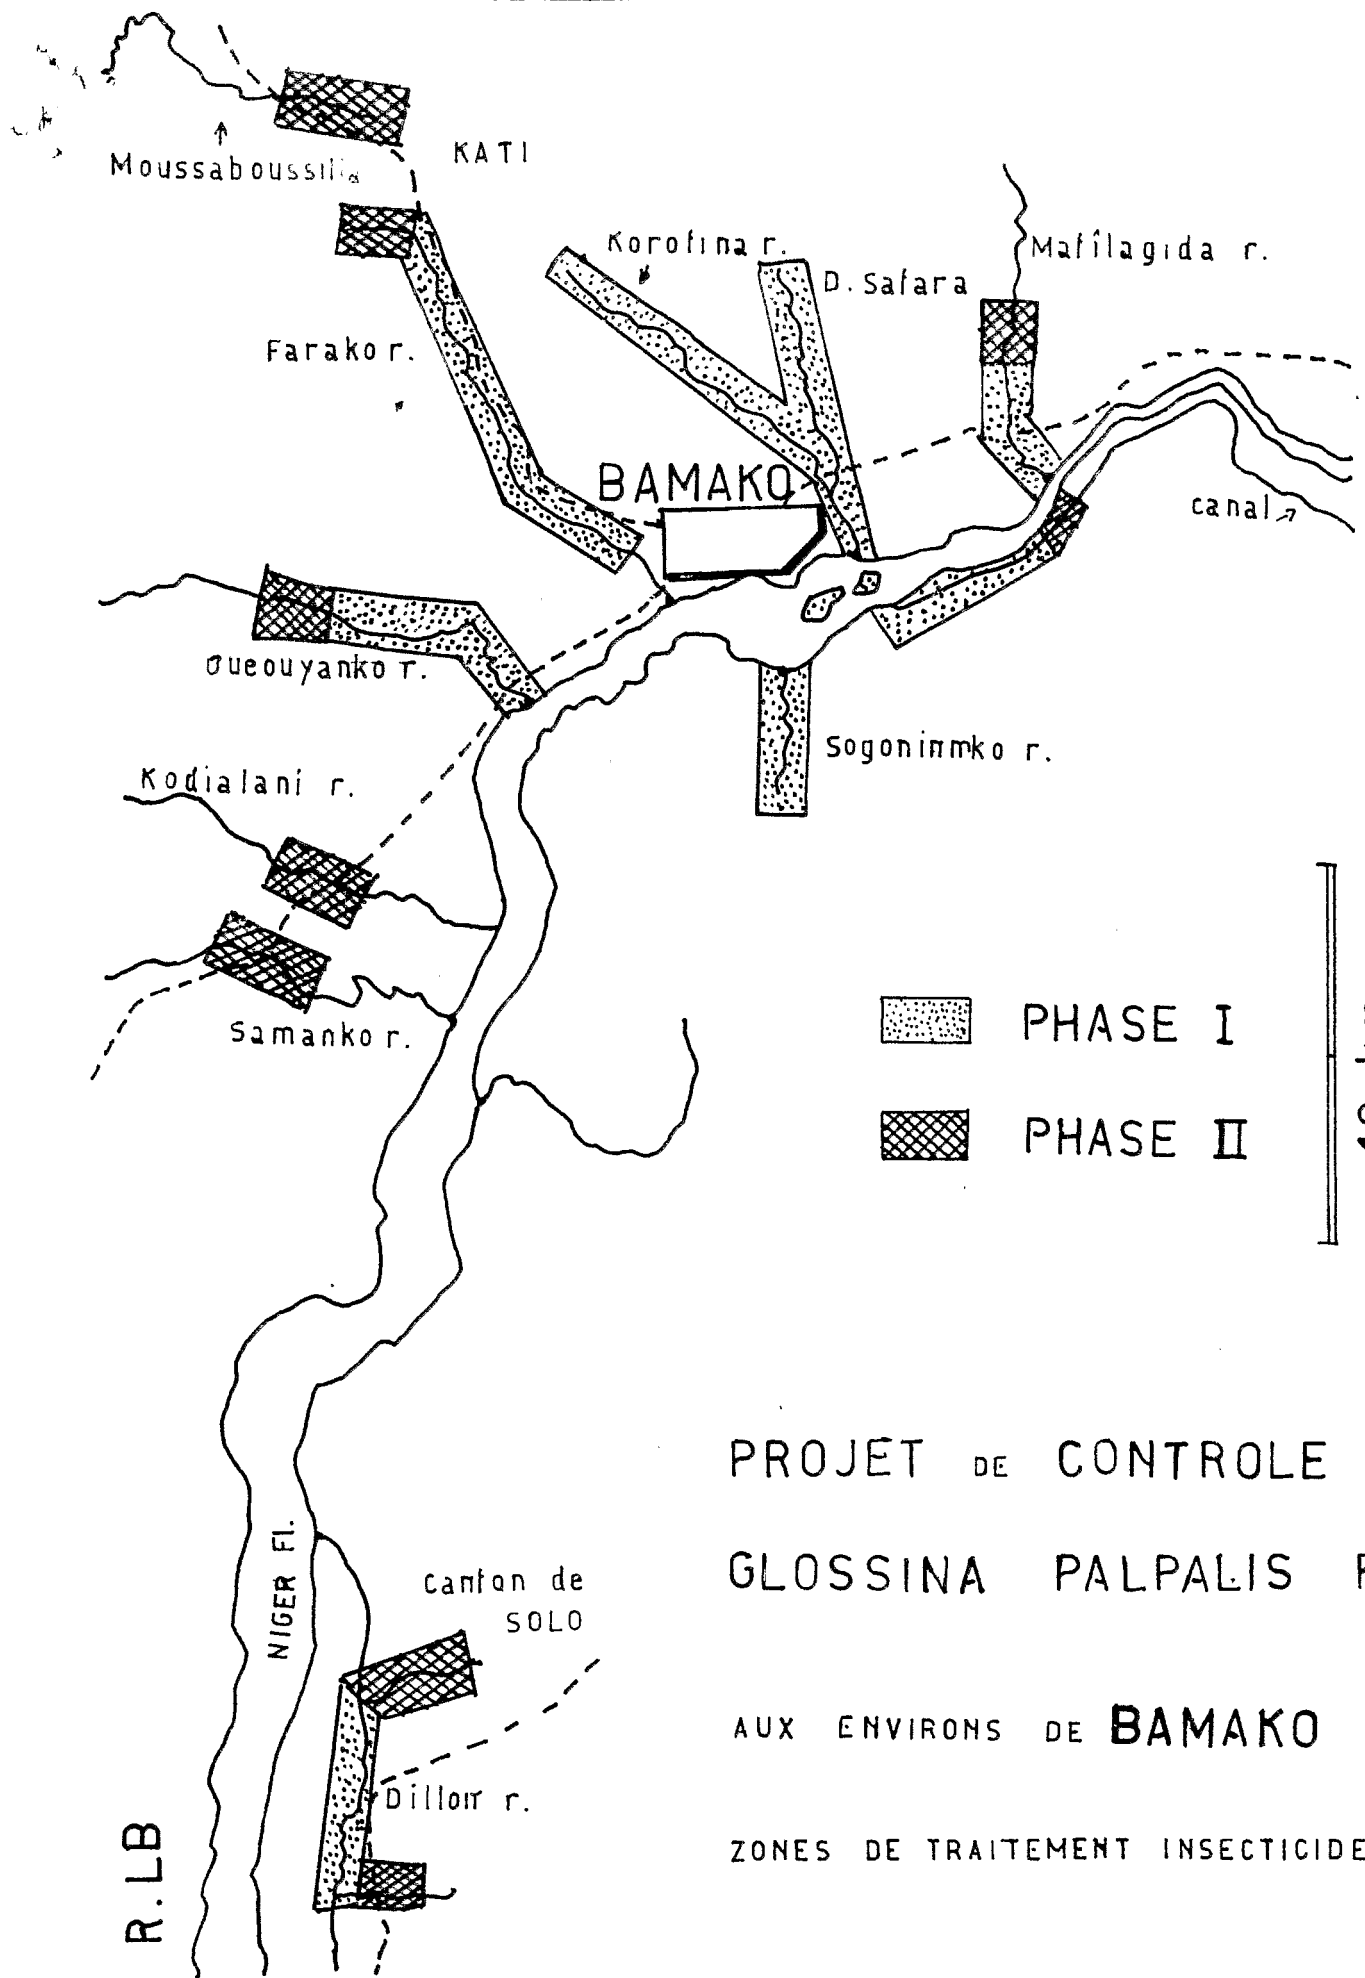 KATI
Moussaboussilia
Korofina r.
D. Safara
Mafilagida r.
Farako r.
BAMAKO
canal
Oueouyanko r.
Sogoninmko r.
Kodialani r.
Samanko r.
PHASE I
PHASE II
PROJET DE CONTROLE
GLOSSINA PALPALIS
NIGER Fl.
Canton de
SOLO
AUX ENVIRONS DE BAMAKO
Dillon r.
ZONES DE TRAITEMENT INSECTICIDE
R.LB